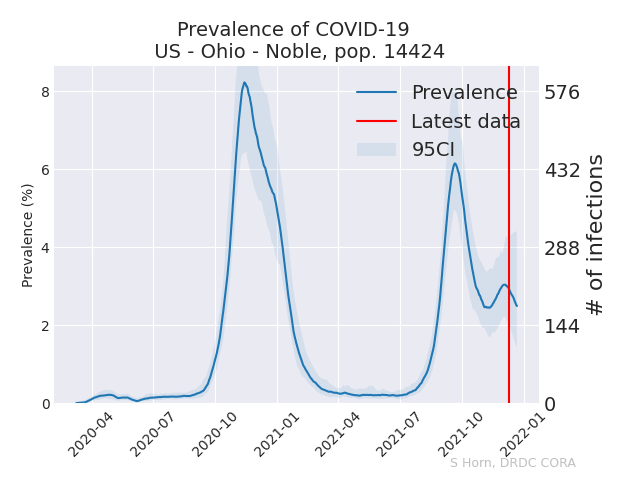 Prevalence of COVID-19
US - Ohio - Noble, pop. 14424
Prevalence
Latest data
95CI
Prevalence (%)
8
6
4
2
0
# of infections
576
432
288
144
0
2020-04
2020-07
2020-10
2021-01
2021-04
2021-07
2021-10
2022-01
S Horn, DRDC CORA